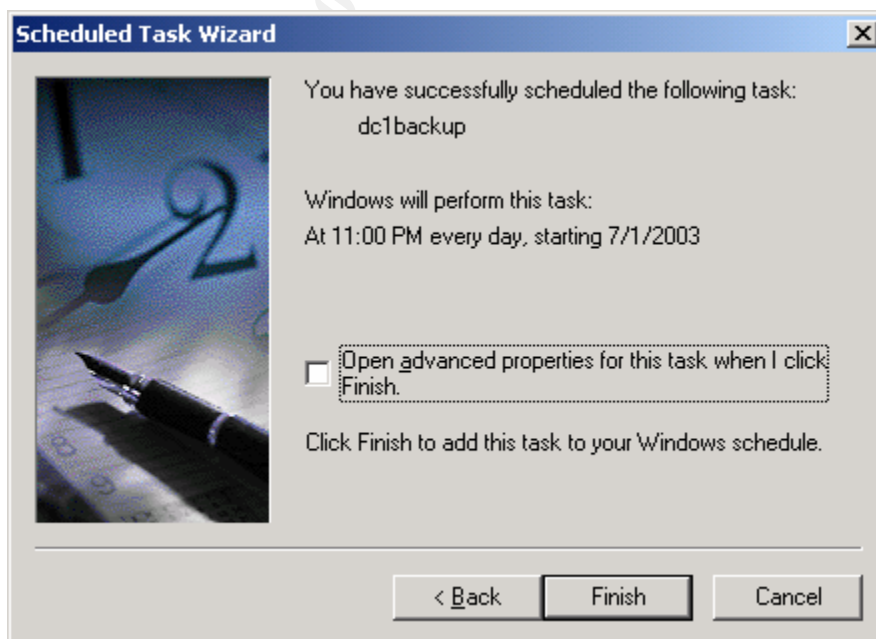 Scheduled Task Wizard
You have successfully scheduled the following task:
dc1backup
Windows will perform this task:
At 11:00 PM every day, starting 7/1/2003
Open advanced properties for this task when I click
Finish.
Click Finish to add this task to your Windows schedule.
< Back
Finish
Cancel